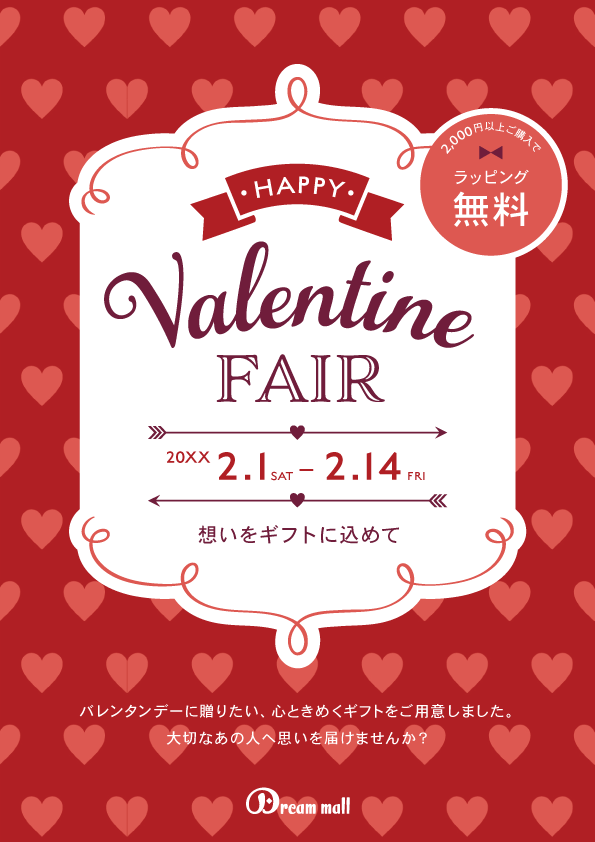 2,000円以上ご購入で
ラッピング
無料
・HAPPY・
Valentine
FAIR
20XX 2.1 SAT – 2.14 FRI
想いをギフトに込めて
バレンタンデーに贈りたい、心ときめくギフトをご用意しました。
大切なあの人へ思いを届けませんか？
Dream mall